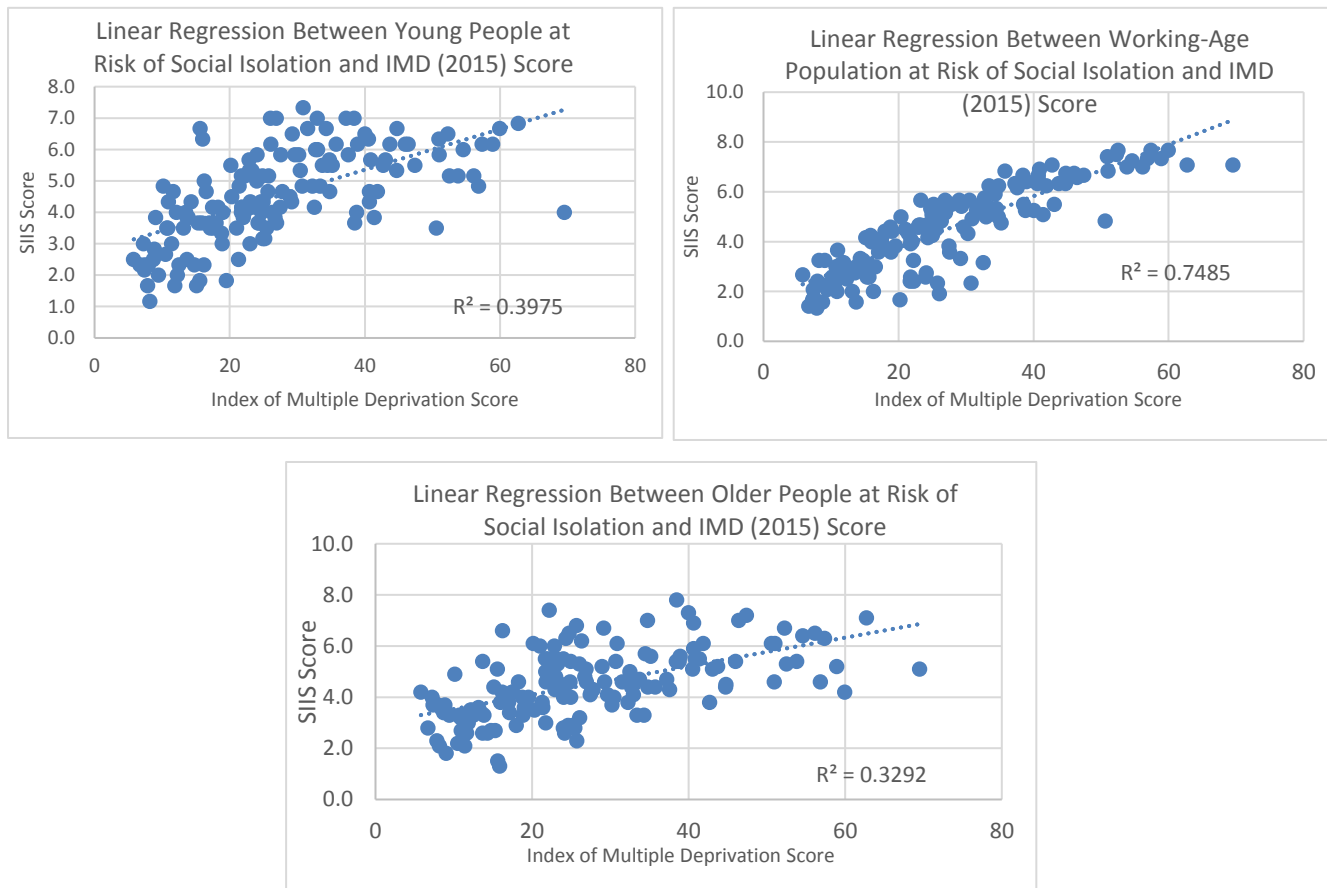 Linear Regression Between Young People at
Risk of Social Isolation and IMD (2015) Score
8.0
7.0
6.0
5.0
4.0
3.0
2.0
1.0
0.0
SIIS Score
R² = 0.3975
0 20 40 60 80
Index of Multiple Deprivation Score
Linear Regression Between Working-Age
Population at Risk of Social Isolation and IMD
(2015) Score
10.0
8.0
6.0
4.0
2.0
0.0
SIIS Score
R² = 0.7485
0 20 40 60 80
Index of Multiple Deprivation Score
Linear Regression Between Older People at Risk of
Social Isolation and IMD (2015) Score
10.0
8.0
6.0
4.0
2.0
0.0
SIIS Score
R² = 0.3292
0 20 40 60 80
Index of Multiple Deprivation Score